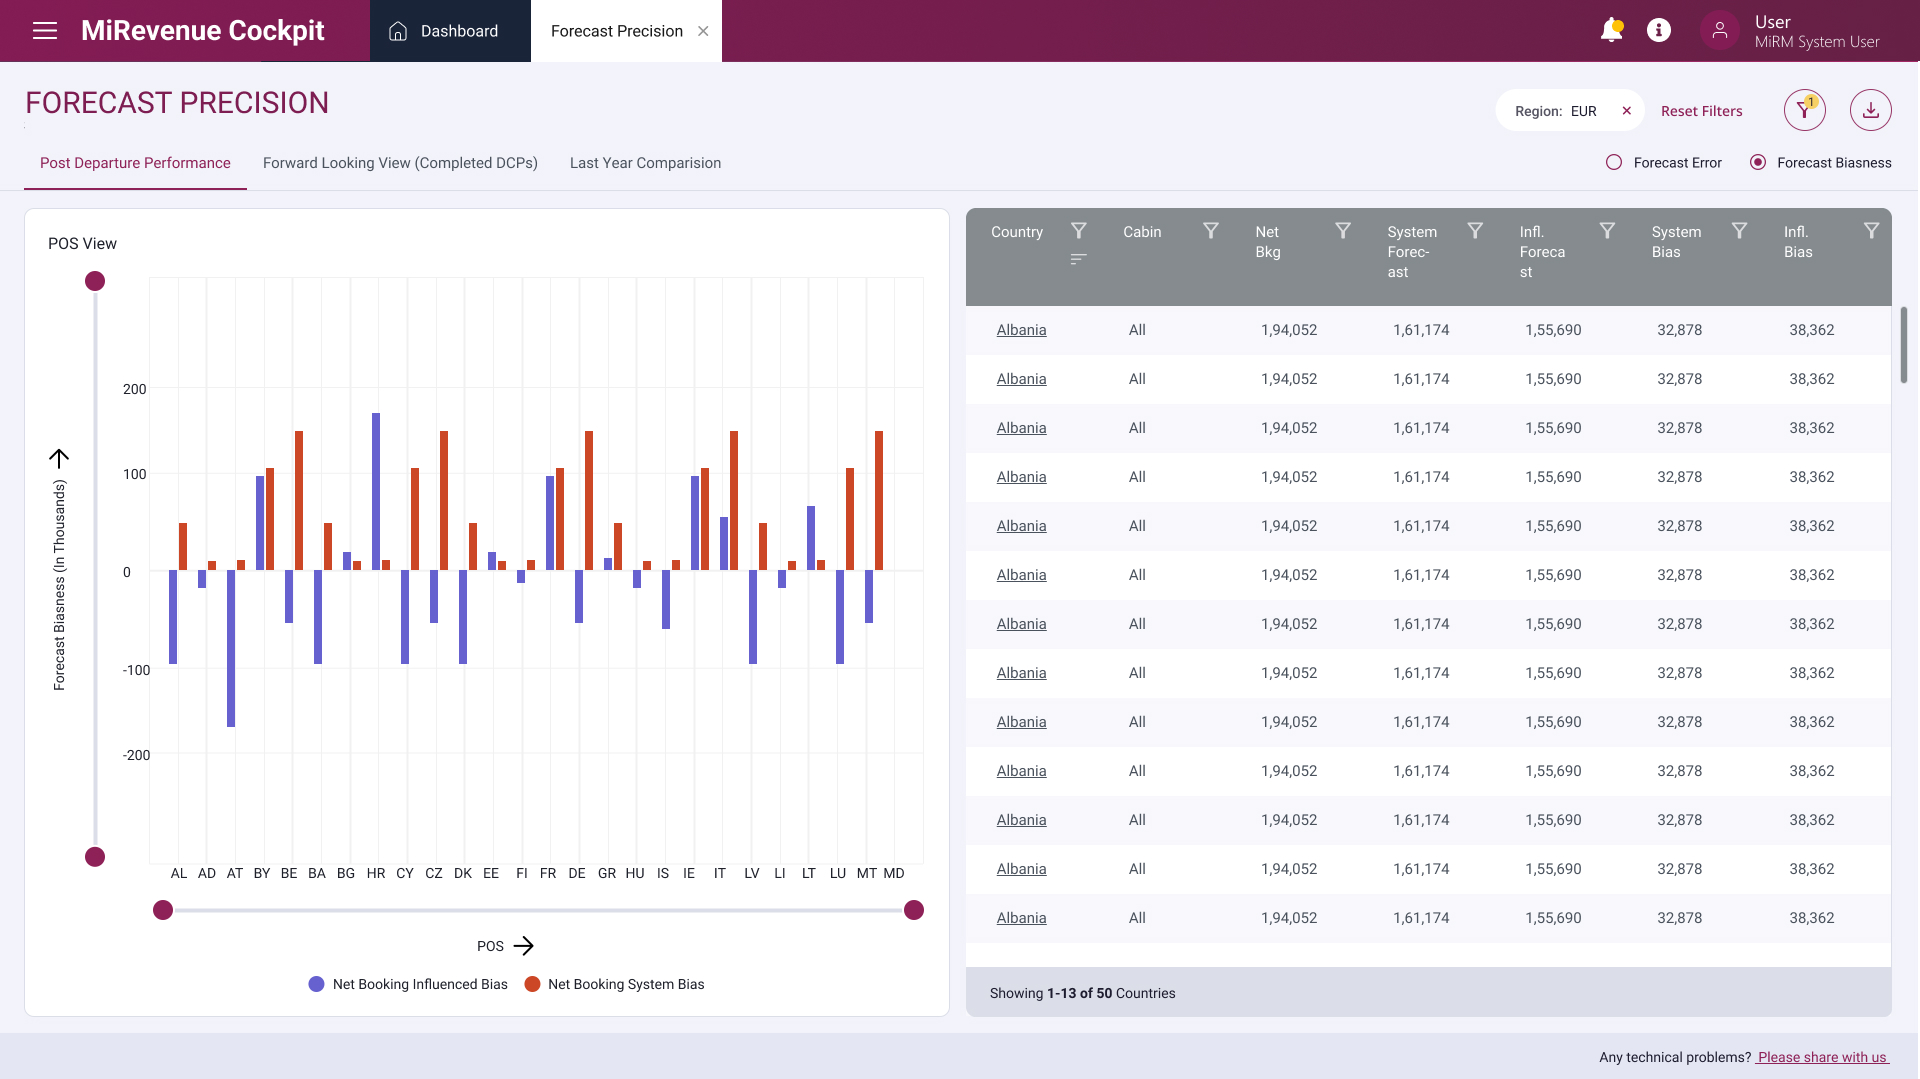 MiRevenue Cockpit
Dashboard
Forecast Precision
User
MiRM System User
FORECAST PRECISION
Region: EUR
Reset Filters
1
Post Departure Performance
Forward Looking View (Completed DCPs)
Last Year Comparision
Forecast Error
Forecast Biasness
POS View
Forecast Biasness (In Thousands)
200
100
0
-100
-200
AL AD AT BY BE BA BG HR CY CZ DK EE FI FR DE GR HU IS IE IT LV LI LT LU MT MD
POS
Net Booking Influenced Bias
Net Booking System Bias
Country
Cabin
Net
Bkg
System
Forec-
ast
Infl.
Foreca
st
System
Bias
Infl.
Bias
Albania All 1,94,052 1,61,174 1,55,690 32,878 38,362
Albania All 1,94,052 1,61,174 1,55,690 32,878 38,362
Albania All 1,94,052 1,61,174 1,55,690 32,878 38,362
Albania All 1,94,052 1,61,174 1,55,690 32,878 38,362
Albania All 1,94,052 1,61,174 1,55,690 32,878 38,362
Albania All 1,94,052 1,61,174 1,55,690 32,878 38,362
Albania All 1,94,052 1,61,174 1,55,690 32,878 38,362
Albania All 1,94,052 1,61,174 1,55,690 32,878 38,362
Albania All 1,94,052 1,61,174 1,55,690 32,878 38,362
Albania All 1,94,052 1,61,174 1,55,690 32,878 38,362
Albania All 1,94,052 1,61,174 1,55,690 32,878 38,362
Albania All 1,94,052 1,61,174 1,55,690 32,878 38,362
Albania All 1,94,052 1,61,174 1,55,690 32,878 38,362
Showing 1-13 of 50 Countries
Any technical problems? Please share with us